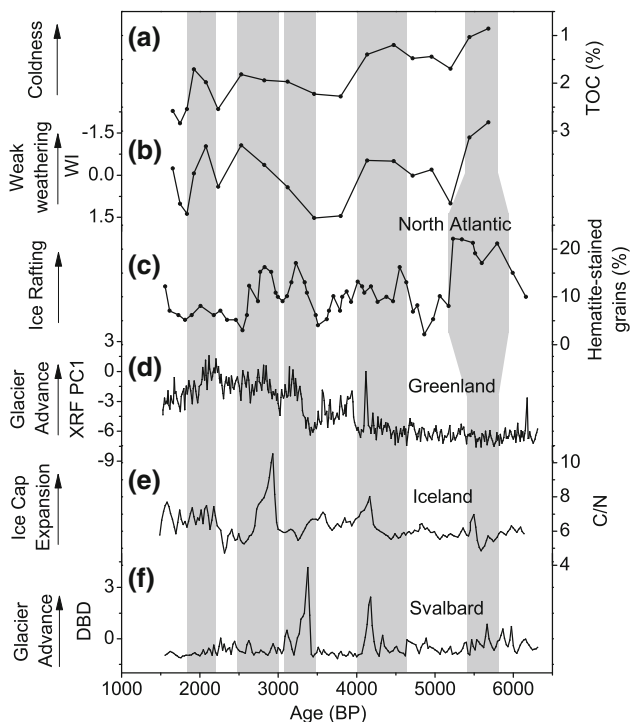 (a)
Coldness
1
2
3
TOC (%)
(b)
Weak
weathering
WI
-1.5
0.0
1.5
North Atlantic
(c)
Ice Rafting
20
10
0
Hematite-stained
grains (%)
(d)
Glacier
Advance
XRF PC1
3
0
-3
-6
-9
Greenland
(e)
Ice Cap
Expansion
Iceland
10
8
6
4
C/N
(f)
Glacier
Advance
DBD
3
0
Svalbard
1000
2000
3000
4000
5000
6000
Age (BP)